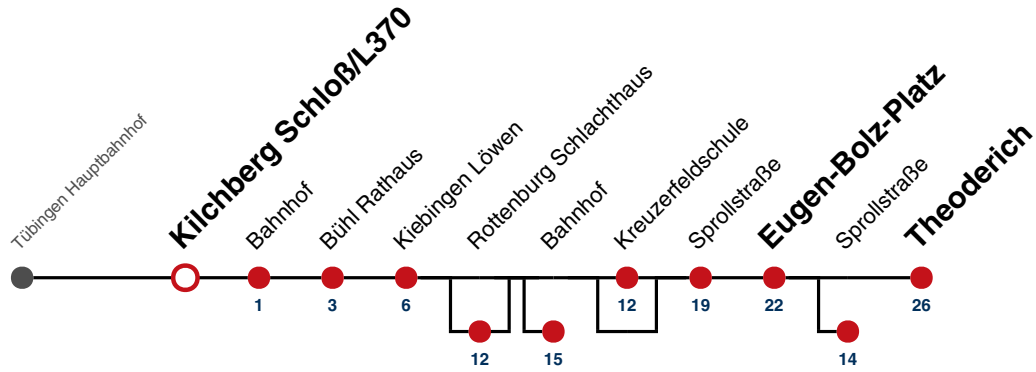 Tübingen Hauptbahnhof
Kilchberg Schloß/L370
Bahnhof
Bühl Rathaus
Kiebingen Löwen
Rottenburg Schlachthaus
Bahnhof
Kreuzerfeldschule
Sprollstraße
Eugen-Bolz-Platz
Sprollstraße
Theoderich
1
3
6
12
19
22
26
12
15
14